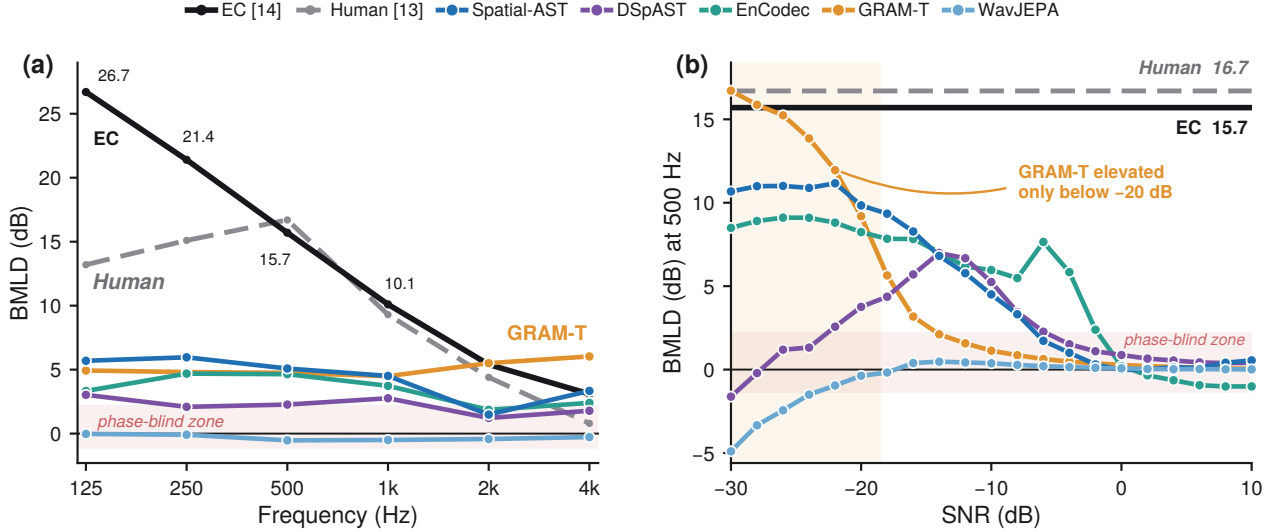 EC [14] Human [13] Spatial-AST DSpAST EnCodec GRAM-T WavJEPA
(a)
26.7
EC
21.4
15.7
10.1
Human
GRAM-T
phase-blind zone
BMLD (dB)
25
20
15
10
5
0
125 250 500 1k 2k 4k
Frequency (Hz)
(b)
Human 16.7
EC 15.7
GRAM-T elevated
only below −20 dB
phase-blind zone
BMLD (dB) at 500 Hz
15
10
5
0
−5
−30 −20 −10 0 10
SNR (dB)